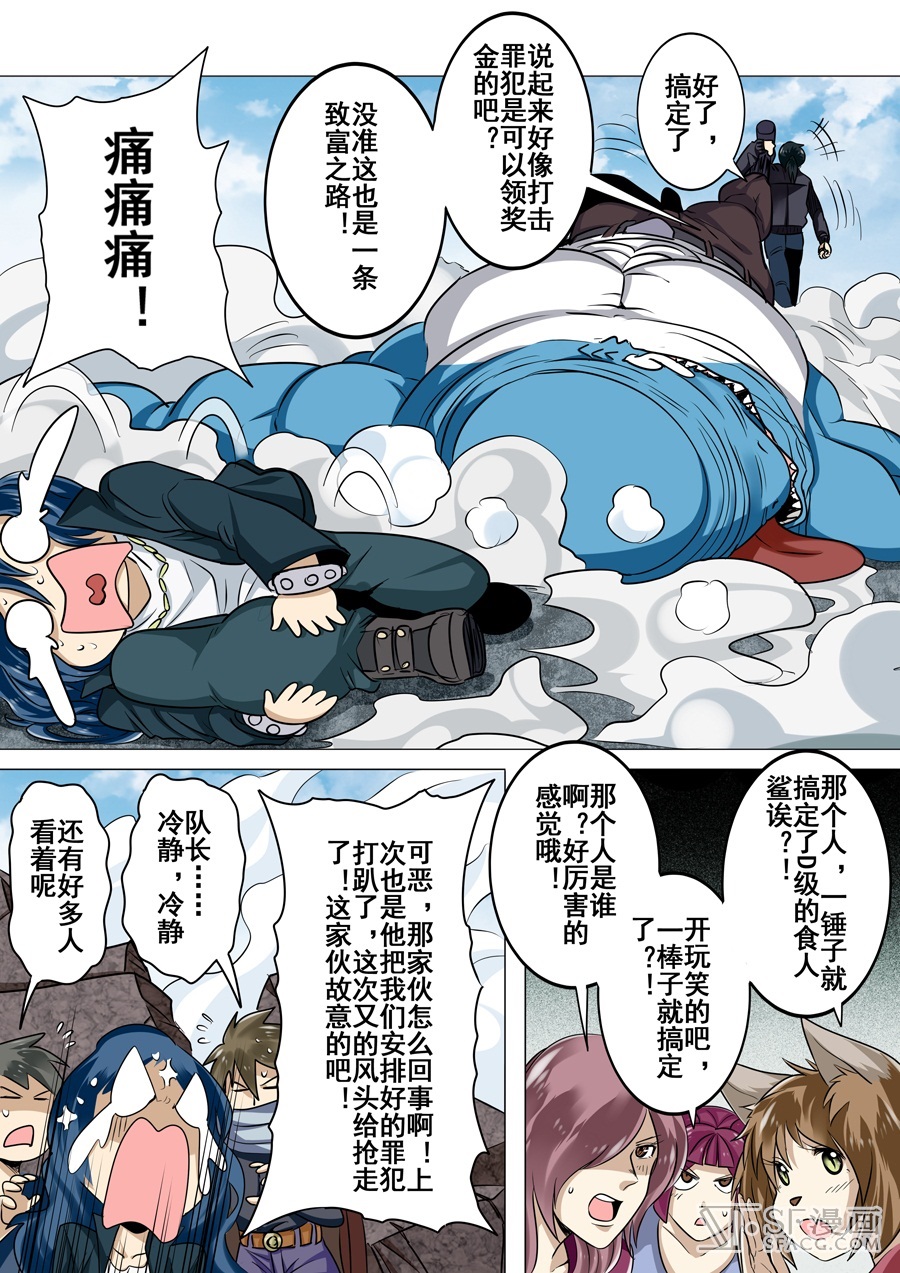 好了，
搞定了
说起来好像打击
罪犯是可以领奖
金的吧？
没准这也是一条
致富之路！
痛痛痛！
那个人，一锤子就
搞定了D级的食人
鲨诶？！
开玩笑的吧，
一棒子就搞定
了？！
那个人是谁
啊？好厉害的
感觉哦！
可恶，那家伙怎么回事啊！上
次也是他把我们安排好的罪犯
打趴了，这次又的风头给抢走
了！这家伙故意的吧！
队长……
冷静，冷静
还有好多人
看着呢
SF漫画
SFACG.COM